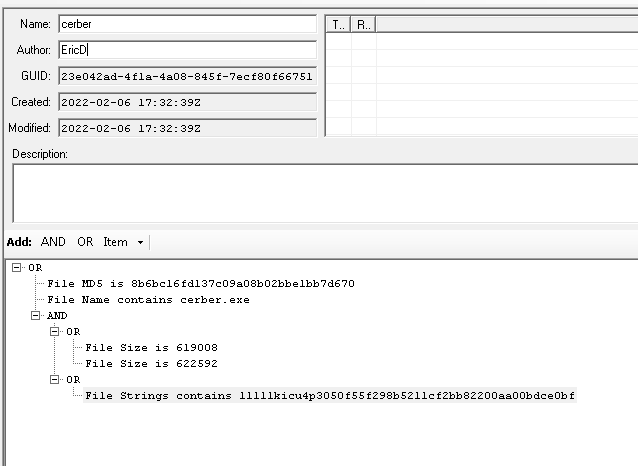 Name: cerber
Author: EricD
GUID: 23e042ad-4f1a-4a08-845f-7ecf80f66751
Created: 2022-02-06 17:32:39Z
Modified: 2022-02-06 17:32:39Z
T.. R..
Description:
Add: AND OR Item
OR
File MD5 is 8b6bc16fd137c09a08b02bbe1bb7d670
File Name contains cerber.exe
AND
OR
File Size is 619008
File Size is 622592
OR
File Strings contains 11111kicu4p3050f55f298b5211cf2bb82200aa00bdce0bf